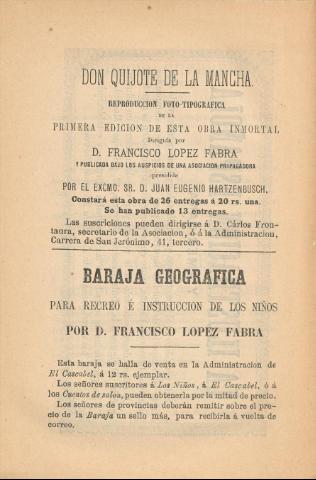 DON QUIJOTE DE LA MANCHA.
REPRODUCCION FOTO-TIPOGRAFICA
DE LA
PRIMERA EDICION DE ESTA OBRA INMORTAL
Dirigida por
D. FRANCISCO LOPEZ FABRA
Y PUBLICADA BAJO LOS AUSPICIOS DE UNA ASOCIACION PROPAGADORA
presidida
POR EL EXCMO. SR. D. JUAN EUGENIO HARTZENBUSCH.
Constará esta obra de 26 entregas á 20 rs. una.
Se han publicado 13 entregas.
Las suscriciones pueden dirigirse á D. Cárlos Fron-
taura, secretario de la Asociacion, ó á la Administracion,
Carrera de San Jerónimo, 41, tercero.
BARAJA GEOGRAFICA
PARA RECREO É INSTRUCCION DE LOS NIÑOS
POR D. FRANCISCO LOPEZ FABRA
Esta baraja se halla de venta en la Administracion de
El Cascabel, á 12 rs. ejemplar.
Los señores suscritores á Los Niños, á El Cascabel, ó á
los Cuentos de salon, pueden obtenerla por la mitad de precio.
Los señores de provincias deberán remitir sobre el pre-
cio de la Baraja un sello más, para recibirla á vuelta de
correo.